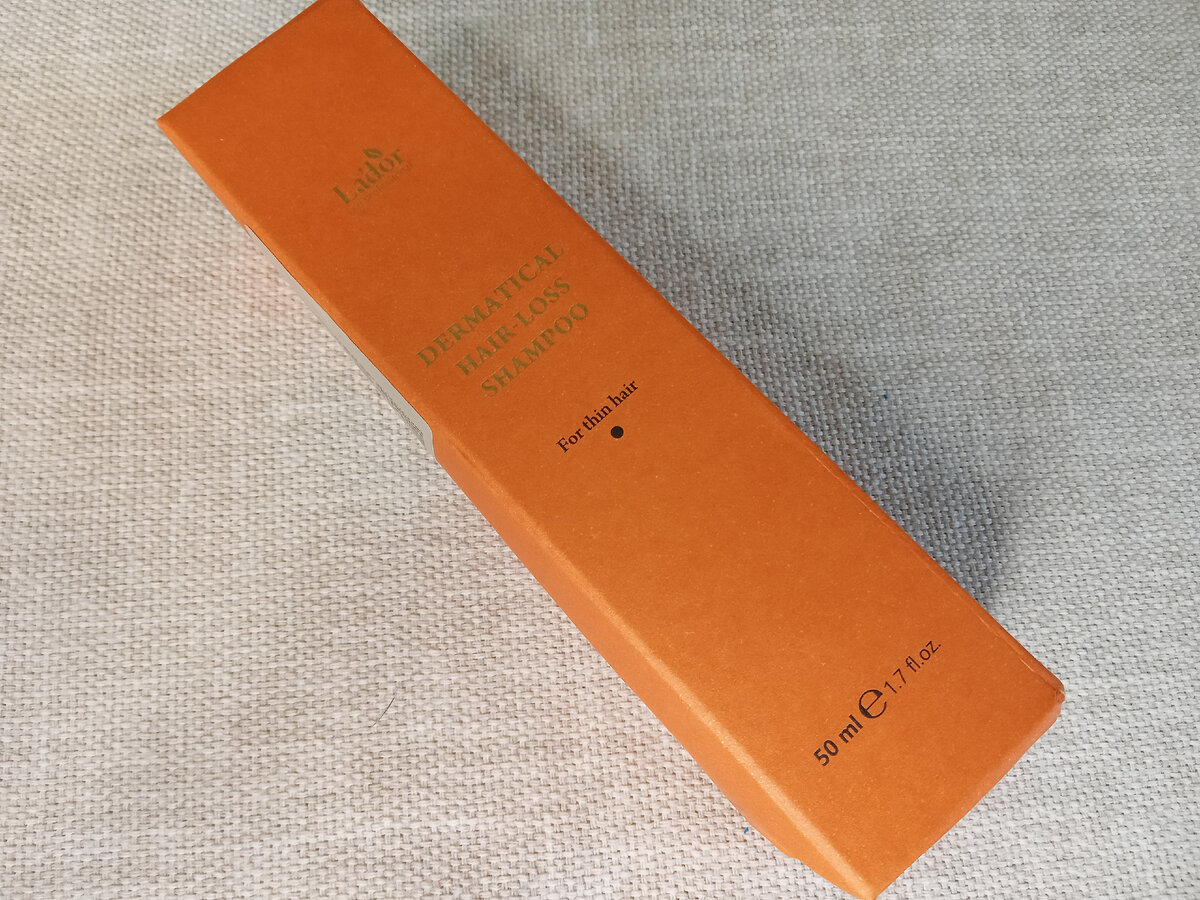 La'dor
DERMATICAL
HAIR-LOSS
SHAMPOO
For thin hair
50 ml ℮ 1.7 fl.oz.